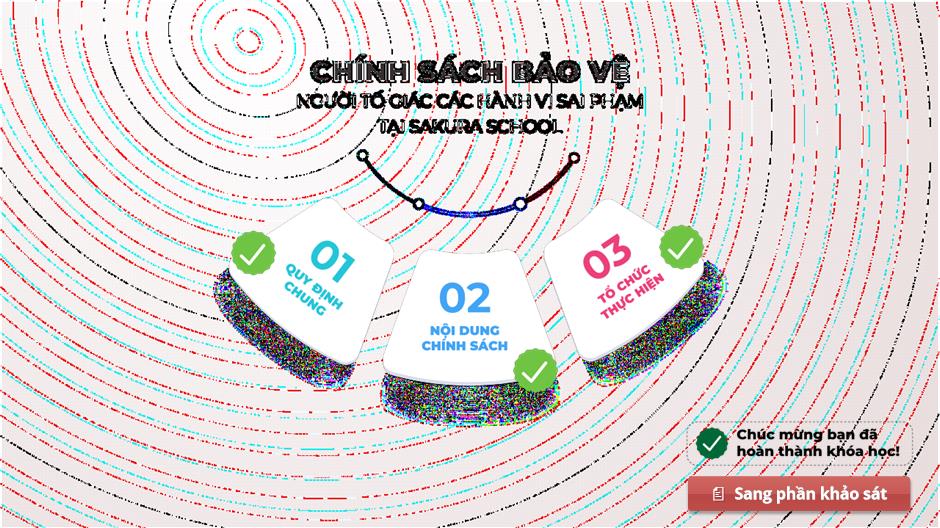 CHÍNH SÁCH BẢO VỆ
NGƯỜI TỐ GIÁC CÁC HÀNH VI SAI PHẠM
TẠI SAKURA SCHOOL
01
QUY ĐỊNH
CHUNG
02
NỘI DUNG
CHÍNH SÁCH
03
TỔ CHỨC
THỰC HIỆN
Chúc mừng bạn đã
hoàn thành khóa học!
Sang phần khảo sát